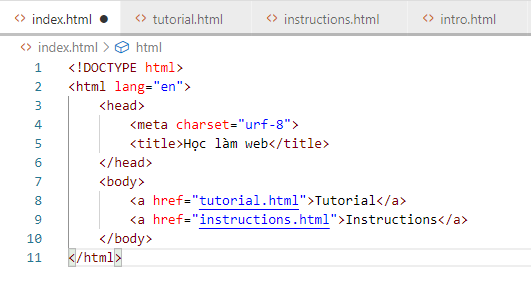 index.html tutorial.html instructions.html intro.html
index.html > html
1 <!DOCTYPE html>
2 <html lang="en">
3 <head>
4 <meta charset="urf-8">
5 <title>Học làm web</title>
6 </head>
7 <body>
8 <a href="tutorial.html">Tutorial</a>
9 <a href="instructions.html">Instructions</a>
10 </body>
11 </html>